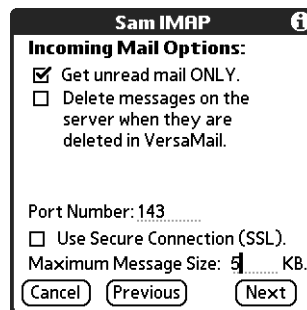 Sam IMAP
Incoming Mail Options:
Get unread mail ONLY.
Delete messages on the
server when they are
deleted in VersaMail.
Port Number: 143
Use Secure Connection (SSL).
Maximum Message Size: 5 KB.
Cancel Previous Next